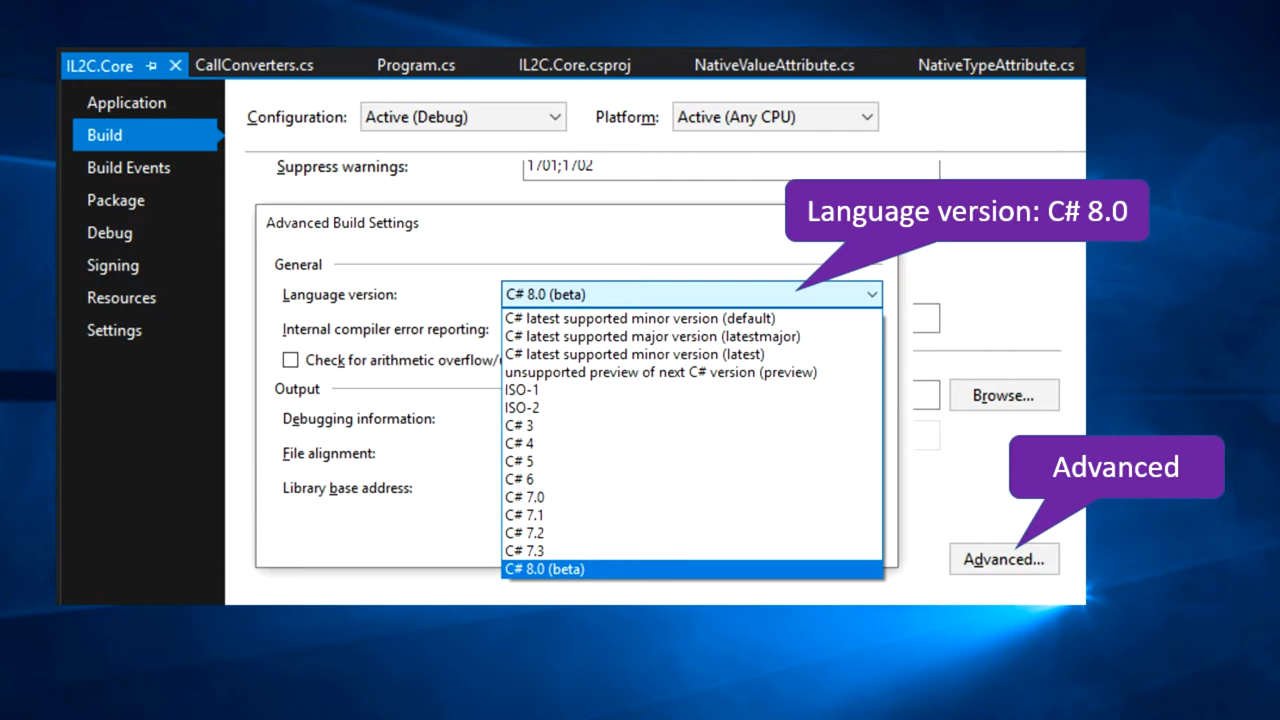 IL2C.Core CallConverters.cs Program.cs IL2C.Core.csproj NativeValueAttribute.cs NativeTypeAttribute.cs
Application
Build
Build Events
Package
Debug
Signing
Resources
Settings
Configuration: Active (Debug) Platform: Active (Any CPU)
Suppress warnings: 1701;1702
Language version: C# 8.0
Advanced Build Settings
General
Language version: C# 8.0 (beta)
C# latest supported minor version (default)
C# latest supported major version (latestmajor)
C# latest supported minor version (latest)
unsupported preview of next C# version (preview)
ISO-1
ISO-2
C# 3
C# 4
C# 5
C# 6
C# 7.0
C# 7.1
C# 7.2
C# 7.3
C# 8.0 (beta)
Internal compiler error reporting:
Check for arithmetic overflow/
Output
Debugging information:
File alignment:
Library base address:
Browse...
Advanced
Advanced...